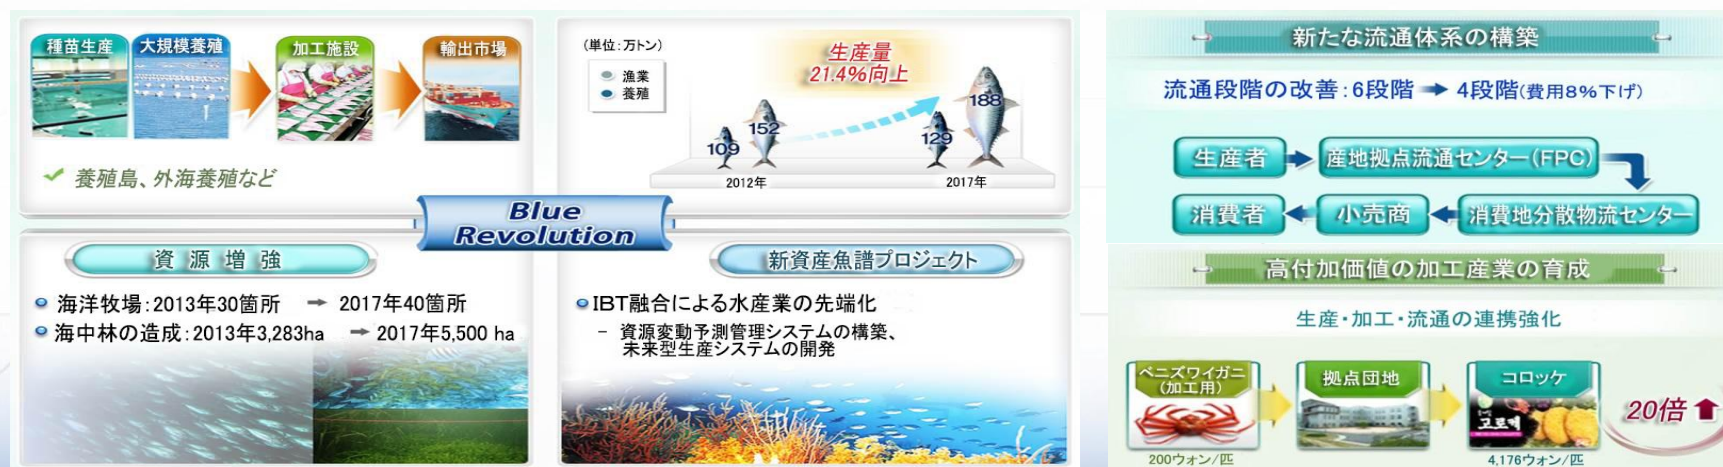 種苗生産
大規模養殖
加工施設
輸出市場
養殖島、外海養殖など
(単位:万トン)
漁業
養殖
生産量
21.4%向上
109
152
129
188
2012年
2017年
Blue
Revolution
資源増強
海洋牧場:2013年30箇所 → 2017年40箇所
海中林の造成:2013年3,283ha → 2017年5,500 ha
新資産魚譜プロジェクト
IBT融合による水産業の先端化
- 資源変動予測管理システムの構築、
未来型生産システムの開発
新たな流通体系の構築
流通段階の改善:6段階 → 4段階(費用8%下げ)
生産者
産地拠点流通センター(FPC)
消費者
小売商
消費地分散物流センター
高付加価値の加工産業の育成
生産・加工・流通の連携強化
ベニズワイガニ
(加工用)
拠点団地
コロッケ
고로케
20倍
200ウォン/匹
4,176ウォン/匹